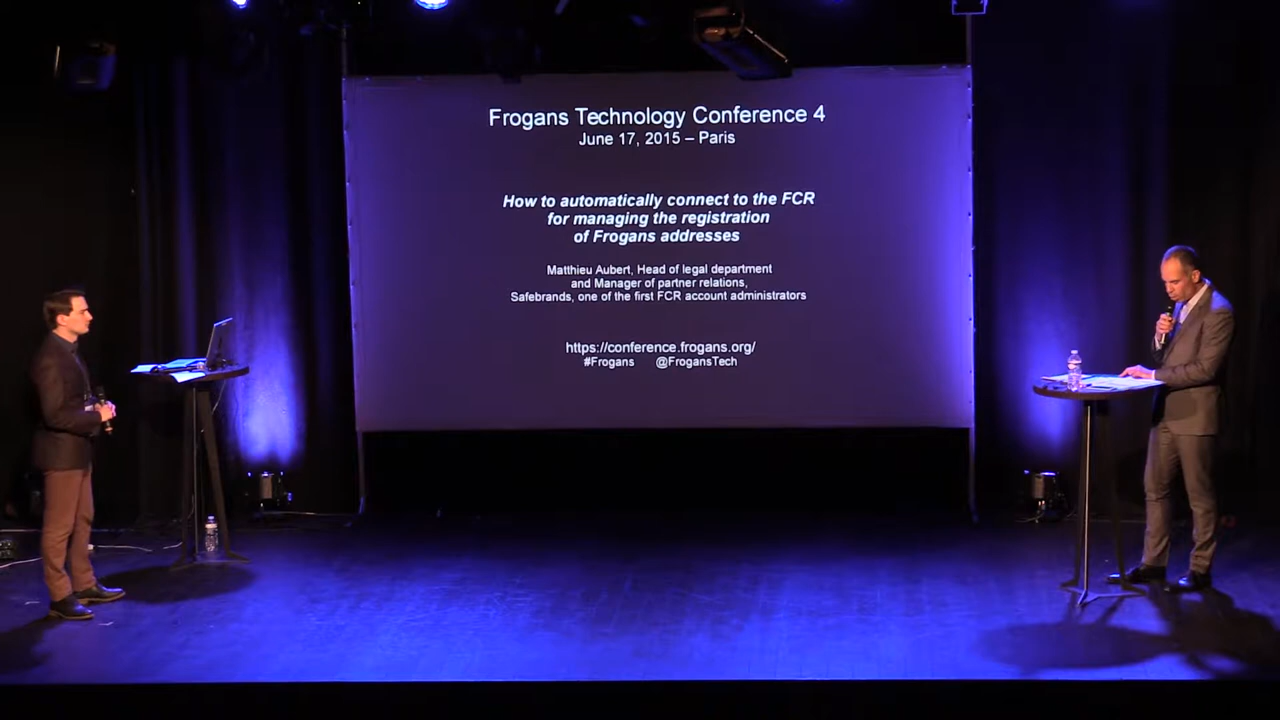 Frogans Technology Conference 4
June 17, 2015 – Paris
How to automatically connect to the FCR
for managing the registration
of Frogans addresses
Matthieu Aubert, Head of legal department
and Manager of partner relations,
Safebrands, one of the first FCR account administrators
https://conference.frogans.org/
#Frogans @FrogansTech